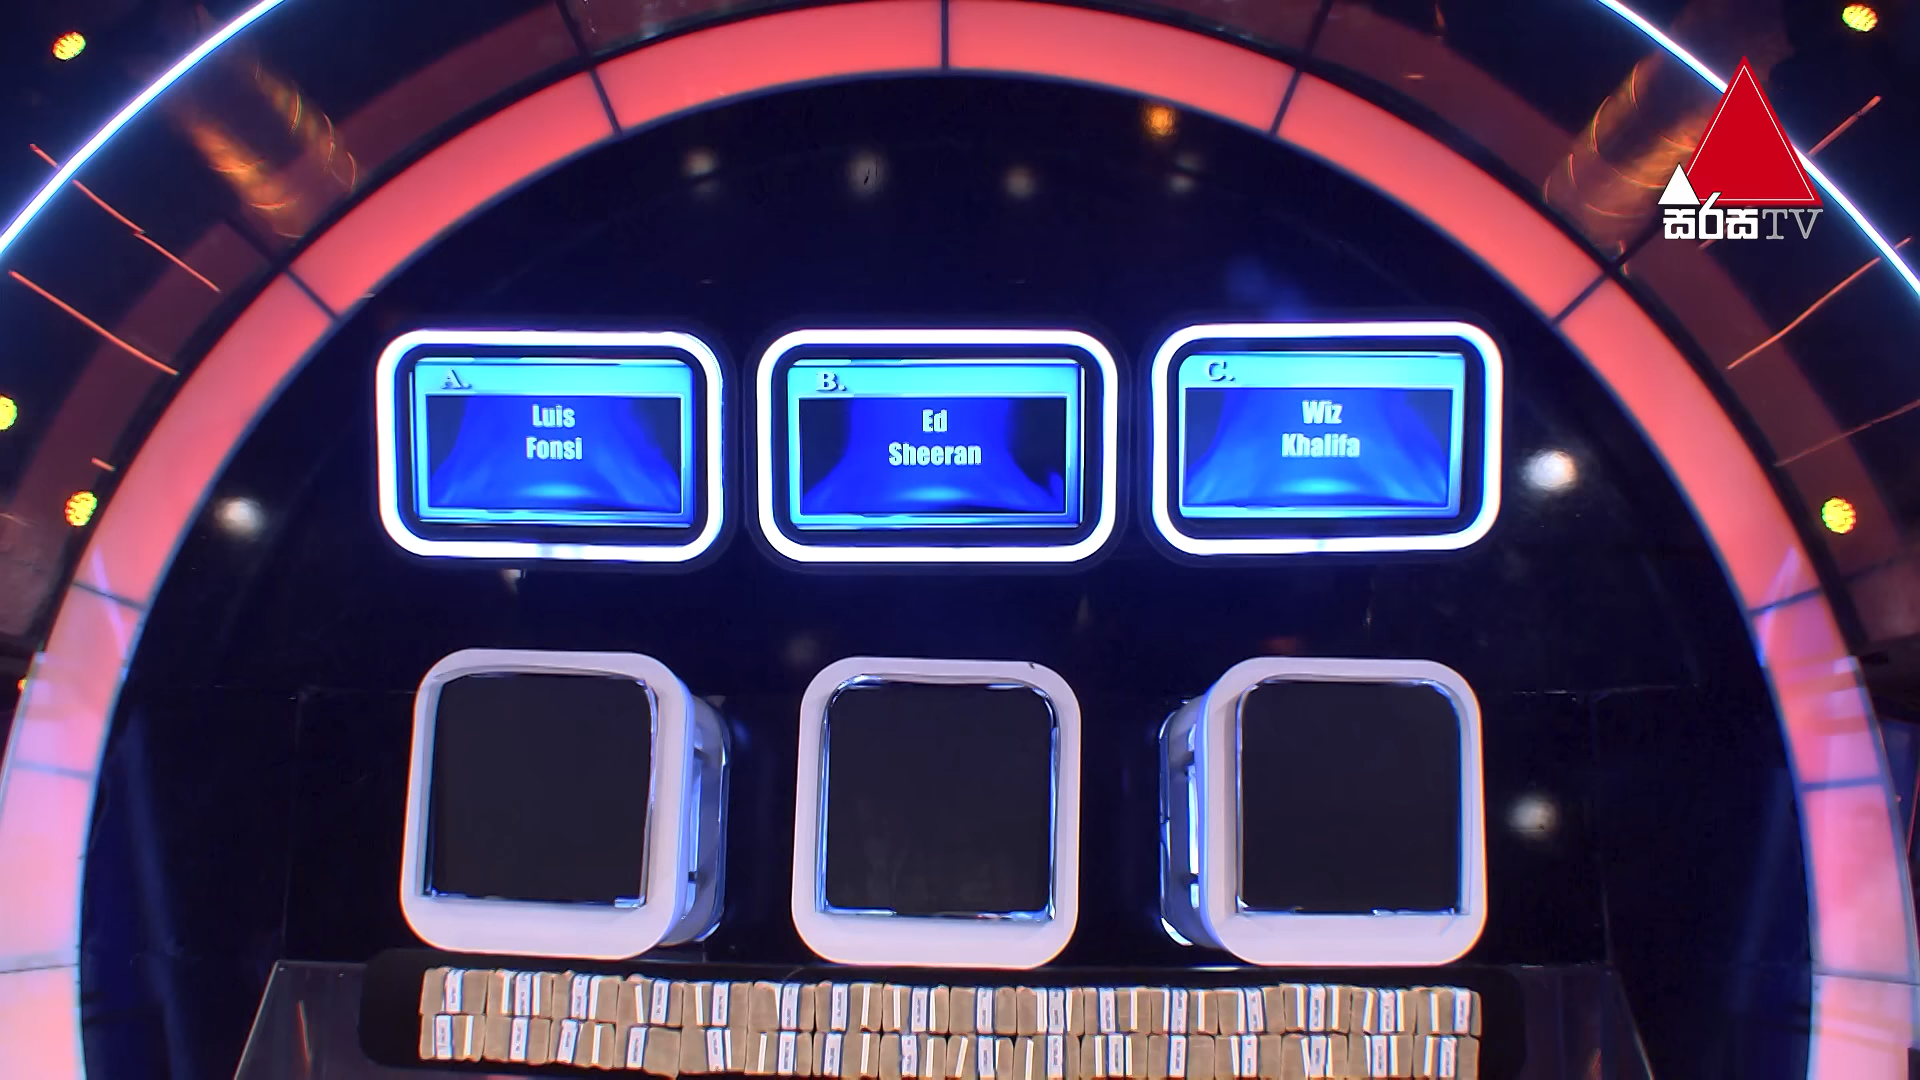 සිරස TV
A.
Luis
Fonsi
B.
Ed
Sheeran
C.
Wiz
Khalifa